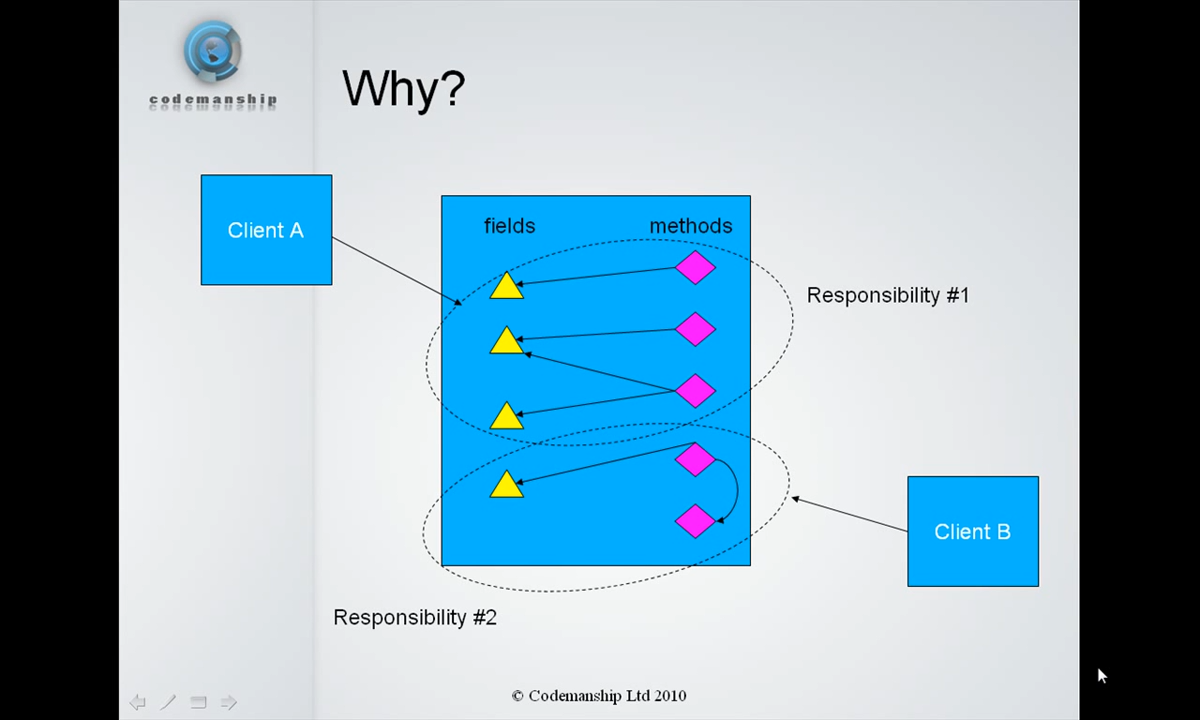 codemanship
Why?
Client A
fields
methods
Responsibility #1
Client B
Responsibility #2
© Codemanship Ltd 2010